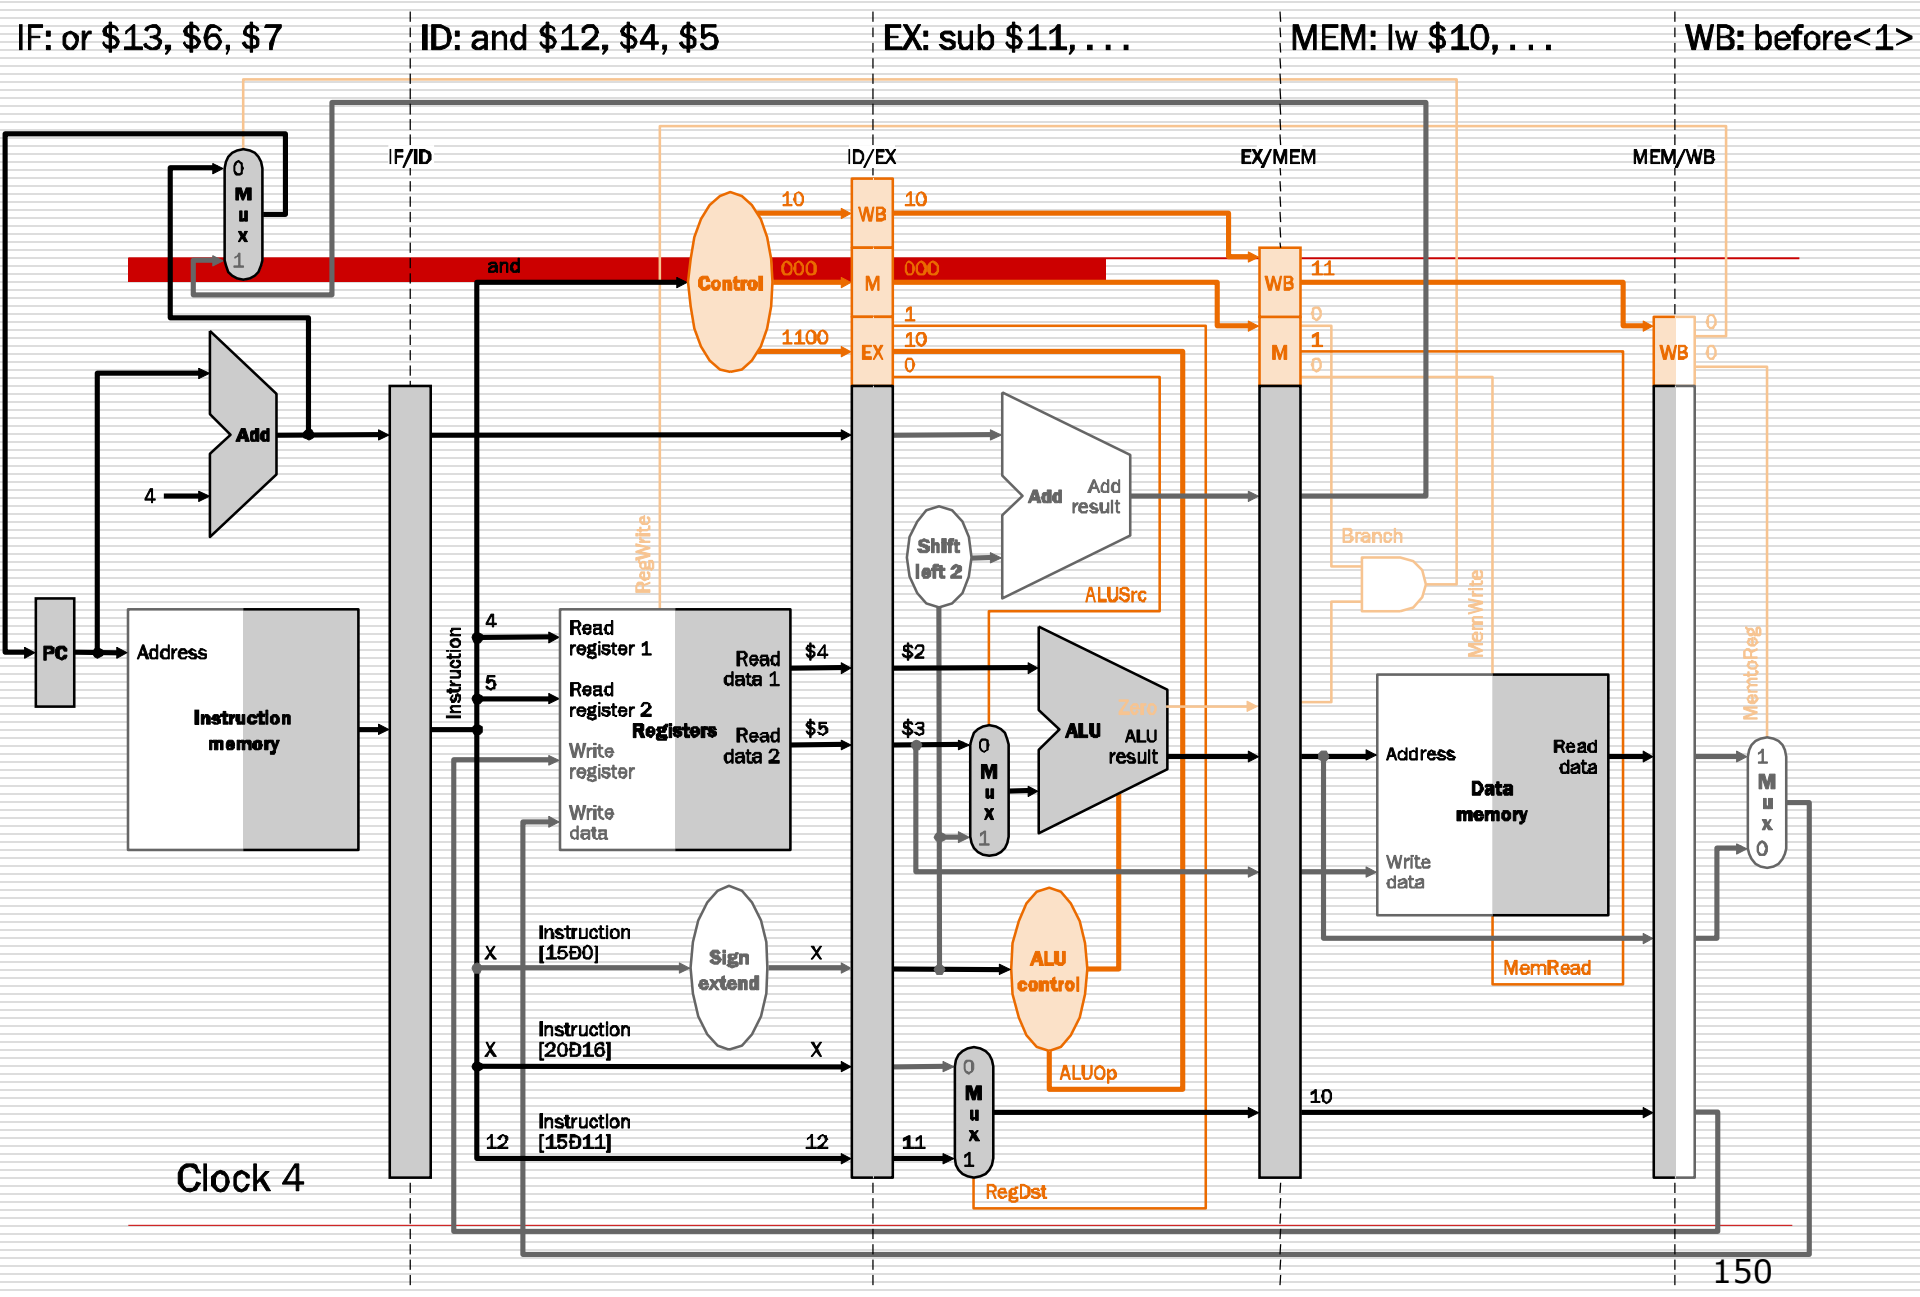 IF: or $13, $6, $7
ID: and $12, $4, $5
EX: sub $11, . . .
MEM: lw $10, . . .
WB: before<1>
IF/ID
ID/EX
EX/MEM
MEM/WB
0
M
u
x
1
and
Control
10
000
1100
WB
M
EX
10
000
1
10
0
WB
M
11
0
1
0
WB
0
0
Add
4
Add
Add
result
Shift
left 2
RegWrite
Branch
ALUSrc
MemWrite
MemtoReg
PC
Address
Instruction
memory
Instruction
4
5
Read
register 1
Read
register 2
Write
register
Write
data
Registers
Read
data 1
Read
data 2
$4
$5
$2
$3
0
M
u
x
1
ALU
Zero
ALU
result
Address
Read
data
Data
memory
Write
data
1
M
u
x
0
X
Instruction
[15Ð0]
Sign
extend
X
ALU
control
MemRead
X
Instruction
[20Ð16]
X
ALUOp
0
M
u
x
1
10
12
Instruction
[15Ð11]
12
11
RegDst
Clock 4
150